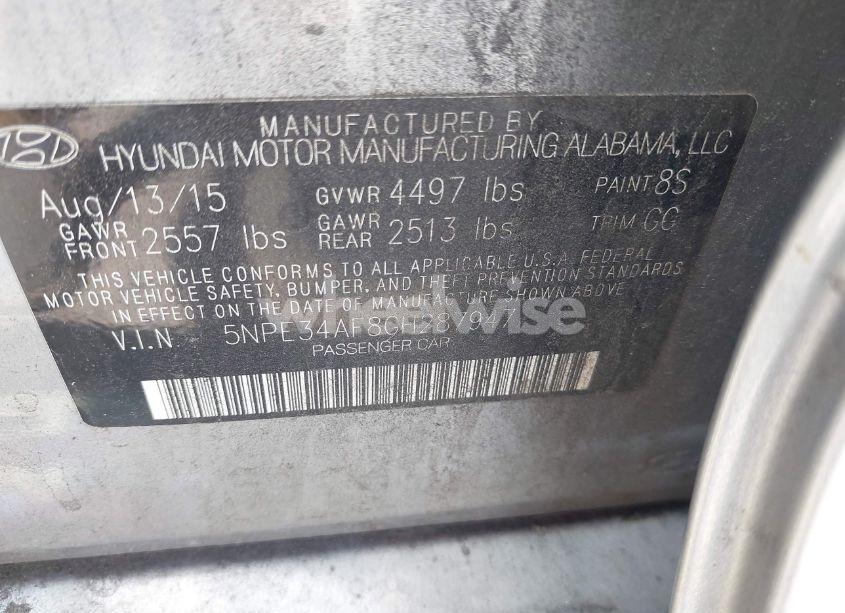 MANUFACTURED BY
HYUNDAI MOTOR MANUFACTURING ALABAMA, LLC
Aug/13/15 GVWR 4497 lbs PAINT 8S
GAWR FRONT 2557 lbs GAWR REAR 2513 lbs TRIM GG
THIS VEHICLE CONFORMS TO ALL APPLICABLE U.S.A. FEDERAL
MOTOR VEHICLE SAFETY, BUMPER, AND THEFT PREVENTION STANDARDS
IN EFFECT ON THE DATE OF MANUFACTURE SHOWN ABOVE
V.I.N
PASSENGER CAR